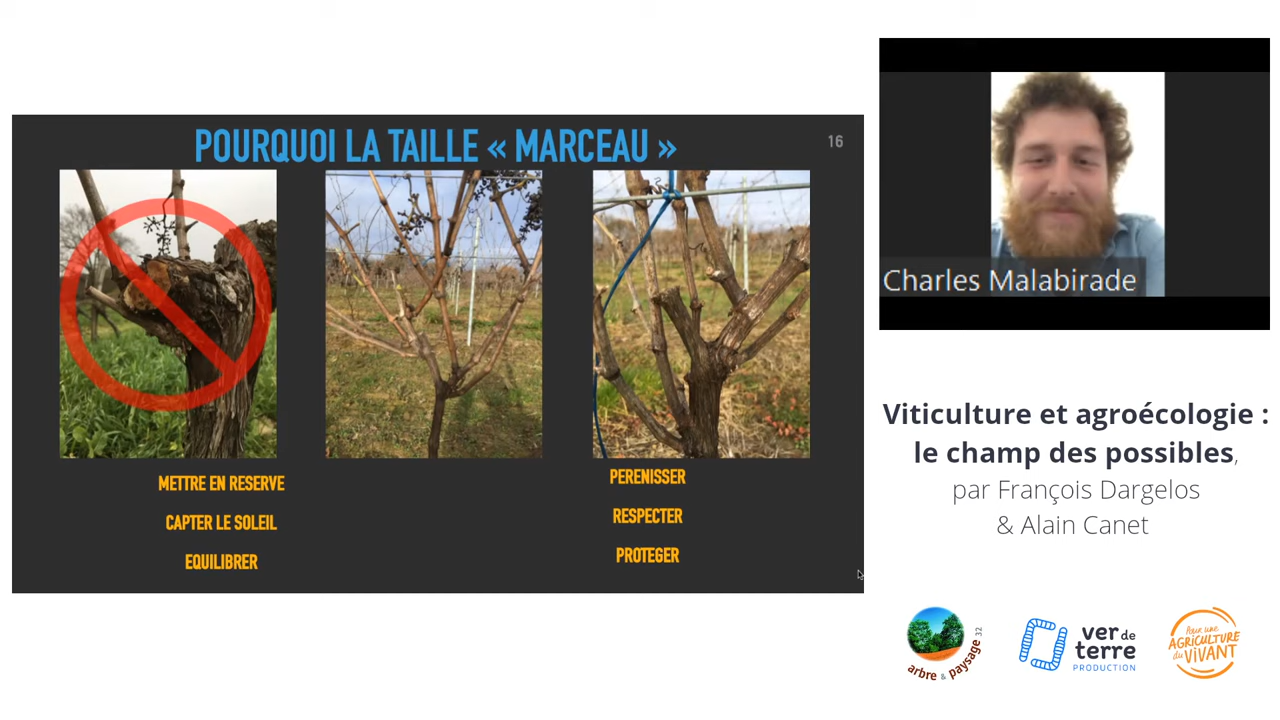 POURQUOI LA TAILLE « MARCEAU »
16
METTRE EN RESERVE
CAPTER LE SOLEIL
EQUILIBRER
PERENISSER
RESPECTER
PROTEGER
Charles Malabirade
Viticulture et agroécologie :
le champ des possibles,
par François Dargelos
& Alain Canet
arbre & paysage 32
ver de
terre
PRODUCTION
Pour une
AGRICULTURE
du VIVANT